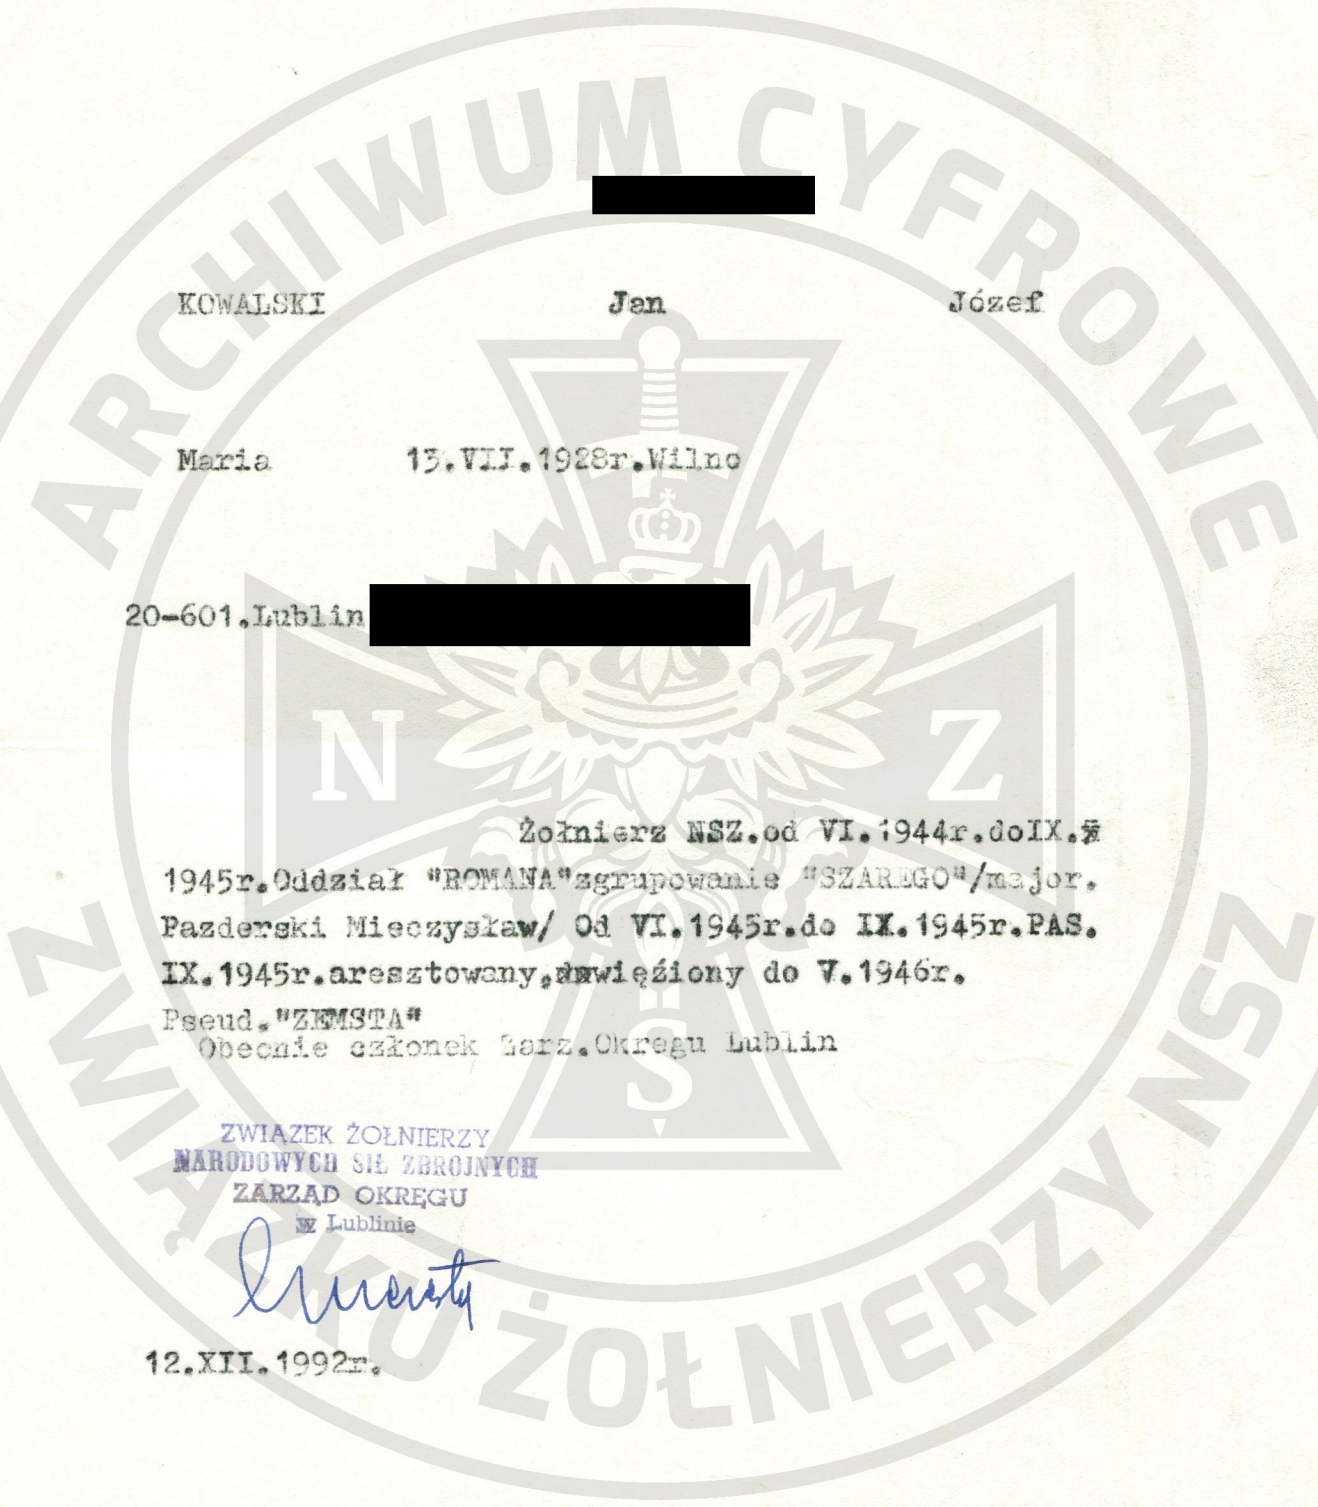 ARCHIWUM CYFROWE
KOWALSKI Jan Józef
Maria 13.VII.1928r.Wilno
20-601.Lublin
N Z
Żołnierz NSZ.od VI.1944r.doIX.
1945r.Oddział "ROMANA"zgrupowanie "SZAREGO"/major.
Pazderski Mieczysław/ Od VI.1945r.do IX.1945r.PAS.
IX.1945r.aresztowany, więźiony do V.1946r.
Pseud."ZEMSTA"
Obecnie członek Zarz.Okręgu Lublin
S
ZWIĄZEK ŻOŁNIERZY
NARODOWYCH SIŁ ZBROJNYCH
ZARZĄD OKRĘGU
w Lublinie
12.XII.1992r.
ZWIĄZKU ŻOŁNIERZY NSZ